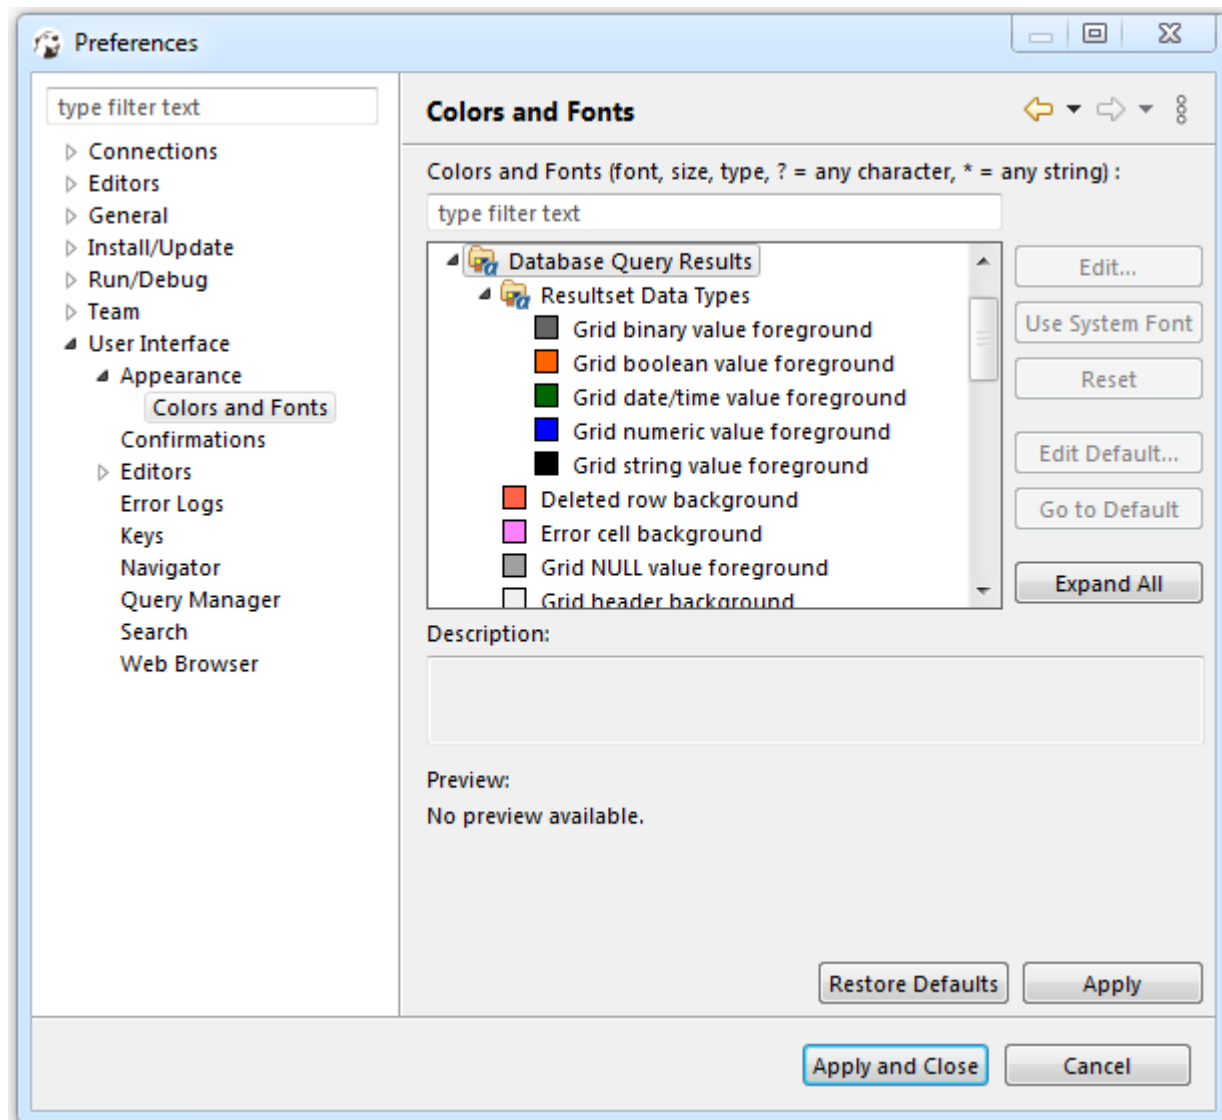 Preferences
type filter text
Connections
Editors
General
Install/Update
Run/Debug
Team
User Interface
Appearance
Colors and Fonts
Confirmations
Editors
Error Logs
Keys
Navigator
Query Manager
Search
Web Browser
Colors and Fonts
Colors and Fonts (font, size, type, ? = any character, * = any string) :
type filter text
Database Query Results
Resultset Data Types
Grid binary value foreground
Grid boolean value foreground
Grid date/time value foreground
Grid numeric value foreground
Grid string value foreground
Deleted row background
Error cell background
Grid NULL value foreground
Grid header background
Edit...
Use System Font
Reset
Edit Default...
Go to Default
Expand All
Description:
Preview:
No preview available.
Restore Defaults
Apply
Apply and Close
Cancel